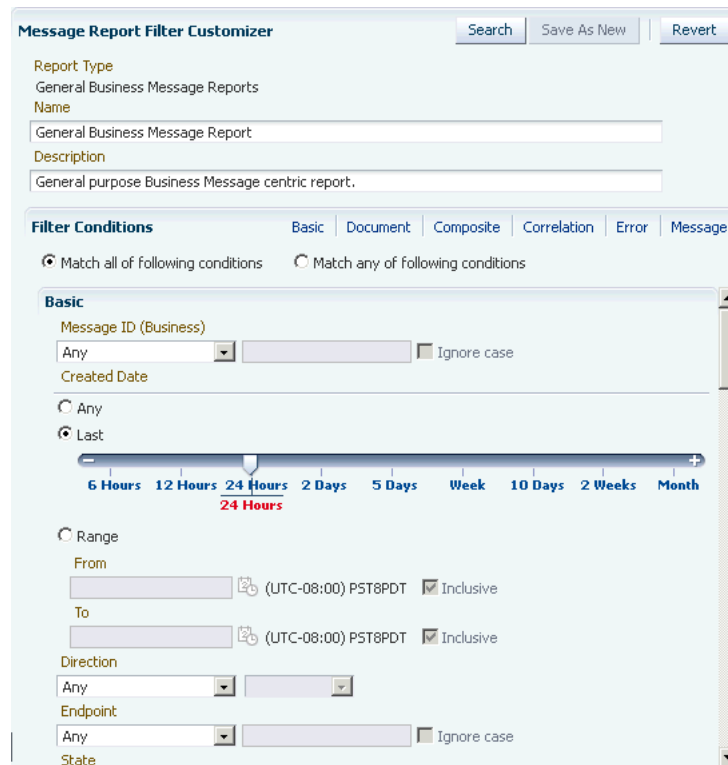 Message Report Filter Customizer Search Save As New Revert
Report Type
General Business Message Reports
Name
General Business Message Report
Description
General purpose Business Message centric report.
Filter Conditions Basic Document Composite Correlation Error Message
Match all of following conditions Match any of following conditions
Basic
Message ID (Business)
Any Ignore case
Created Date
Any
Last
6 Hours 12 Hours 24 Hours 2 Days 5 Days Week 10 Days 2 Weeks Month
24 Hours
Range
From
(UTC-08:00) PST8PDT Inclusive
To
(UTC-08:00) PST8PDT Inclusive
Direction
Any
Endpoint
Any Ignore case
State